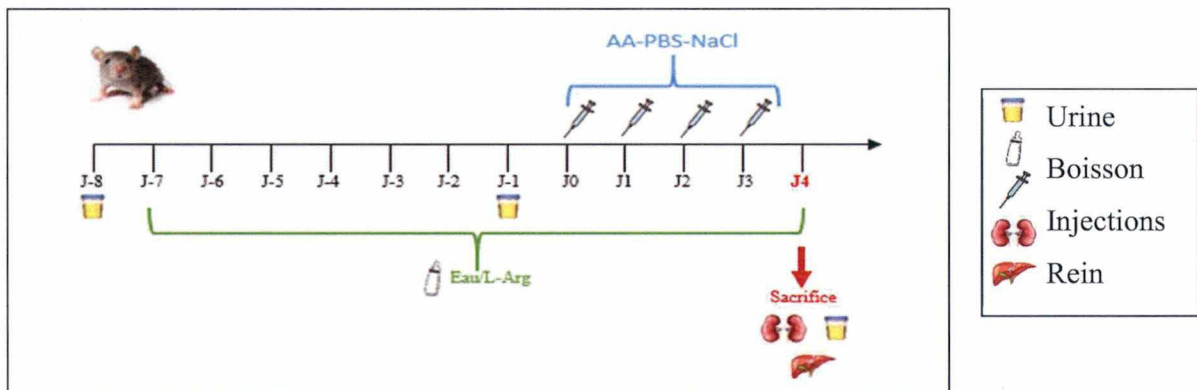 AA-PBS-NaCl
J-8 J-7 J-6 J-5 J-4 J-3 J-2 J-1 J0 J1 J2 J3 J4
Eau/L-Arg
Sacrifice
Urine
Boisson
Injections
Rein